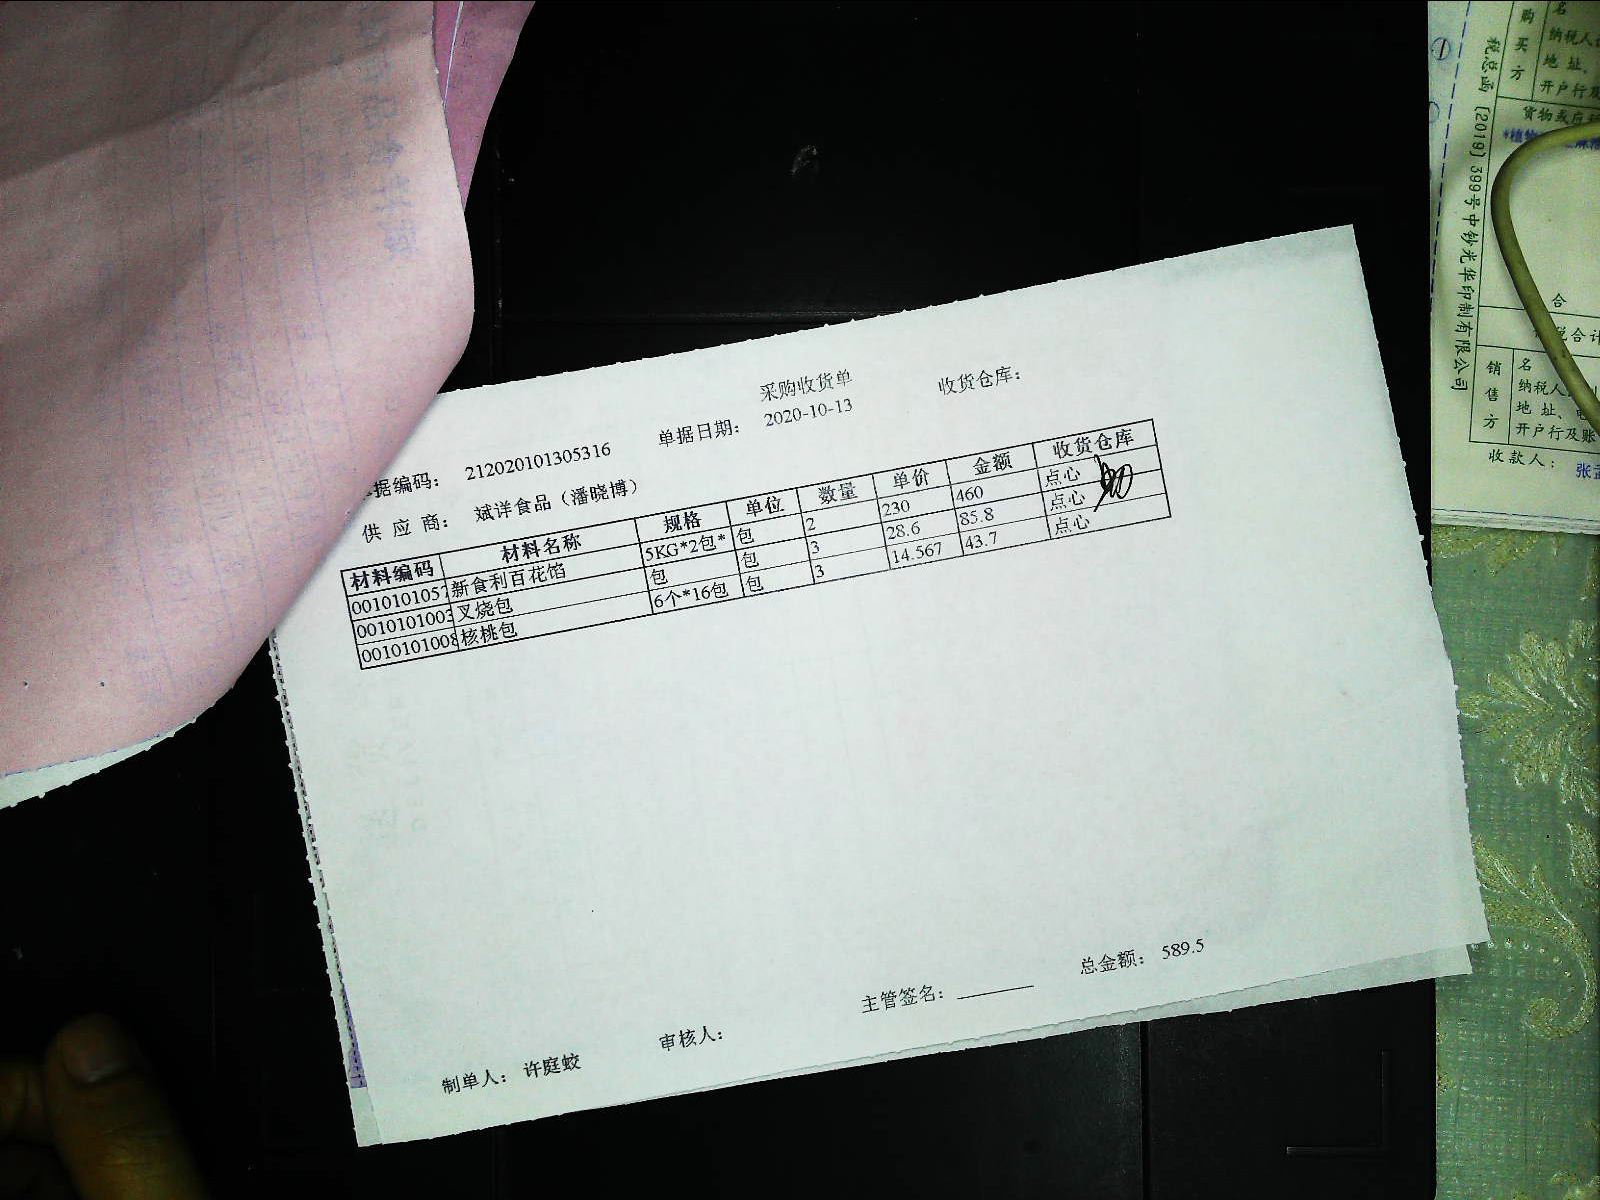 采购收货单
收货仓库：
据编码： 212020101305316 单据日期： 2020-10-13
供应商： 斌洋食品（潘晓博）
材料编码 材料名称 规格 单位 数量 单价 金额 收货仓库
0010101057 新食利百花馅 5KG*2包* 包 2 230 460 点心
0010101003 叉烧包 包 包 3 28.6 85.8 点心
0010101008 核桃包 6个*16包 包 3 14.567 43.7 点心
总金额： 589.5
主管签名：
审核人：
制单人： 许庭蛟
税总函〔2019〕399号中钞光华印制有限公司
购买方
名
纳税人
地 址、
开户行及
货物或应
合
税合计
销售方
名
纳税人
地 址、电
开户行及账
收款人： 张